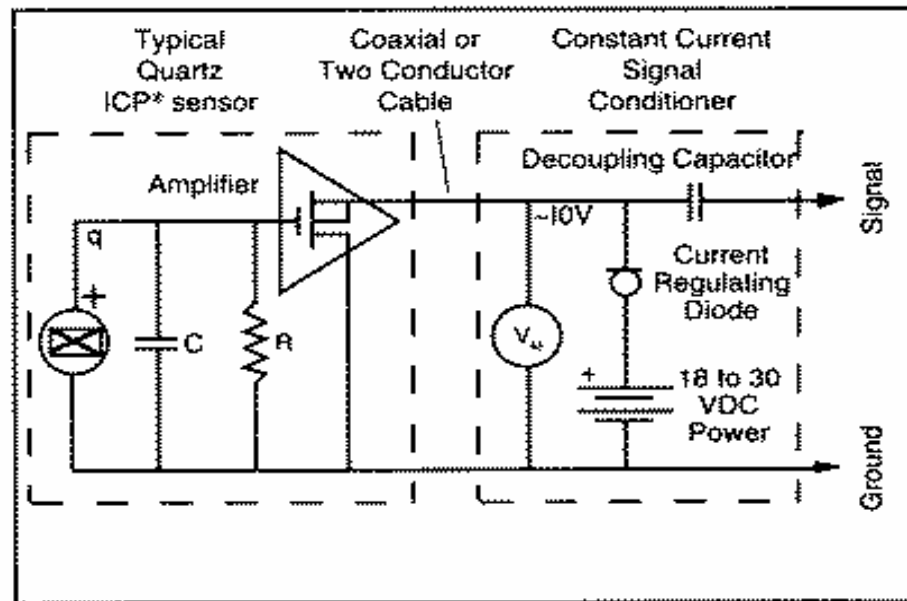 Typical
Quartz
ICP* sensor
Coaxial or
Two Conductor
Cable
Constant Current
Signal
Conditioner
Decoupling Capacitor
Amplifier
Signal
~10V
q
+
Current
Regulating
Diode
C
R
+
18 to 30
VDC
Power
Ground